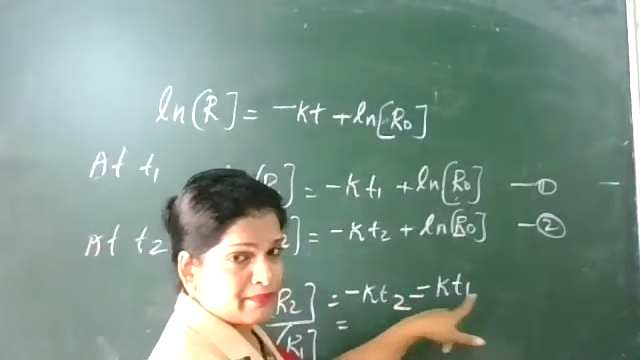 ln[R] = -kt + ln[R0]
At t1 [R] = -kt1 + ln[R0] —①
At t2 2] = -kt2 + ln[R0] —②
R2] = -kt2 = -kt1
[R1] =